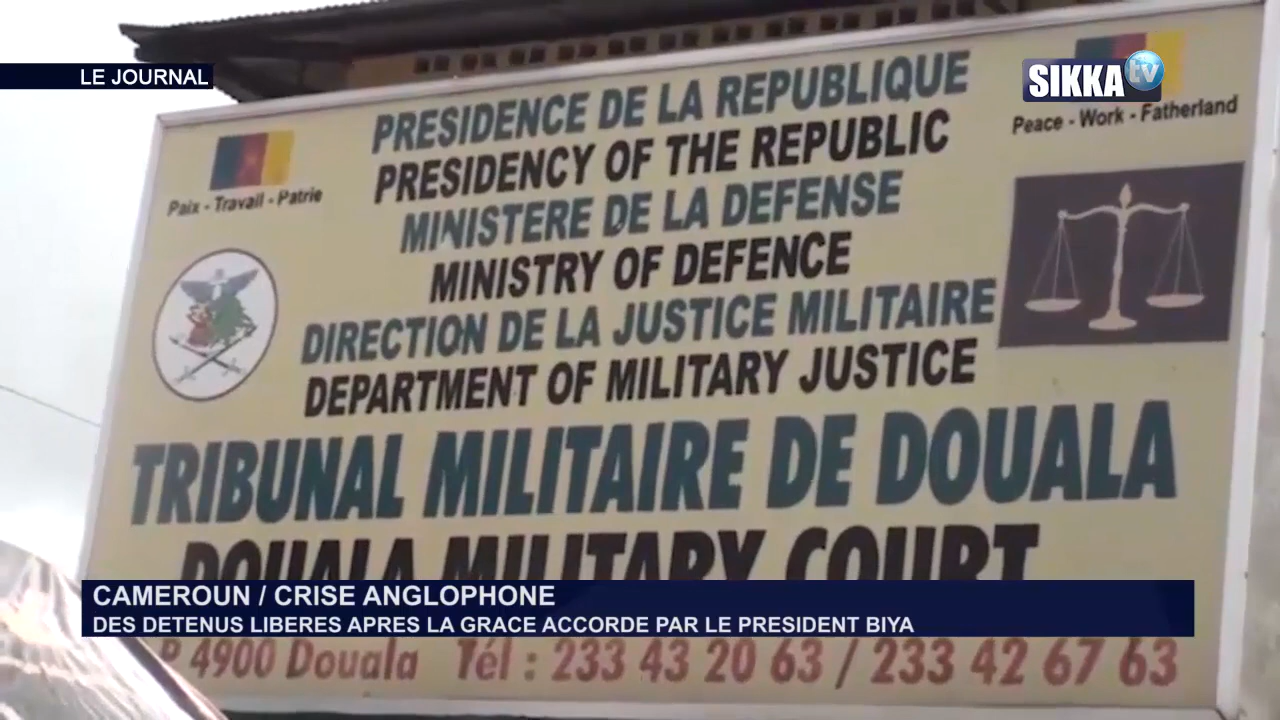 LE JOURNAL
SIKKA tv
PRESIDENCE DE LA REPUBLIQUE
PRESIDENCY OF THE REPUBLIC
Paix - Travail - Patrie
Peace - Work - Fatherland
MINISTERE DE LA DEFENSE
MINISTRY OF DEFENCE
DIRECTION DE LA JUSTICE MILITAIRE
DEPARTMENT OF MILITARY JUSTICE
TRIBUNAL MILITAIRE DE DOUALA
DOUALA MILITARY COURT
CAMEROUN / CRISE ANGLOPHONE
DES DETENUS LIBERES APRES LA GRACE ACCORDE PAR LE PRESIDENT BIYA
P 4900 Douala Tél : 233 43 20 63 / 233 42 67 63